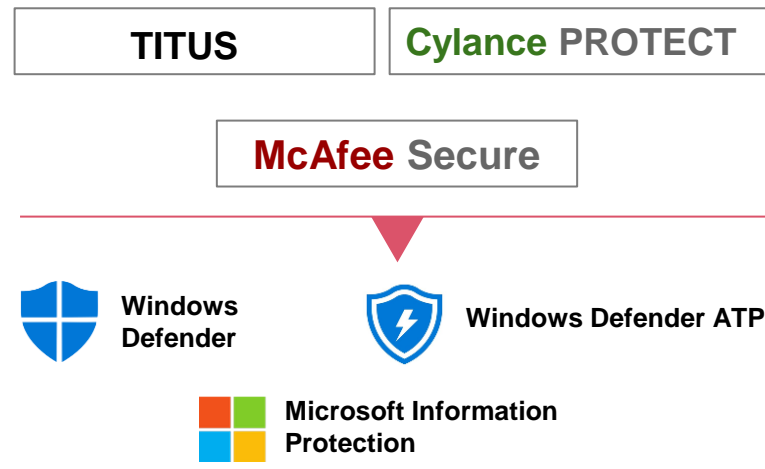 TITUS
Cylance PROTECT
McAfee Secure
Windows
Defender
Windows Defender ATP
Microsoft Information
Protection